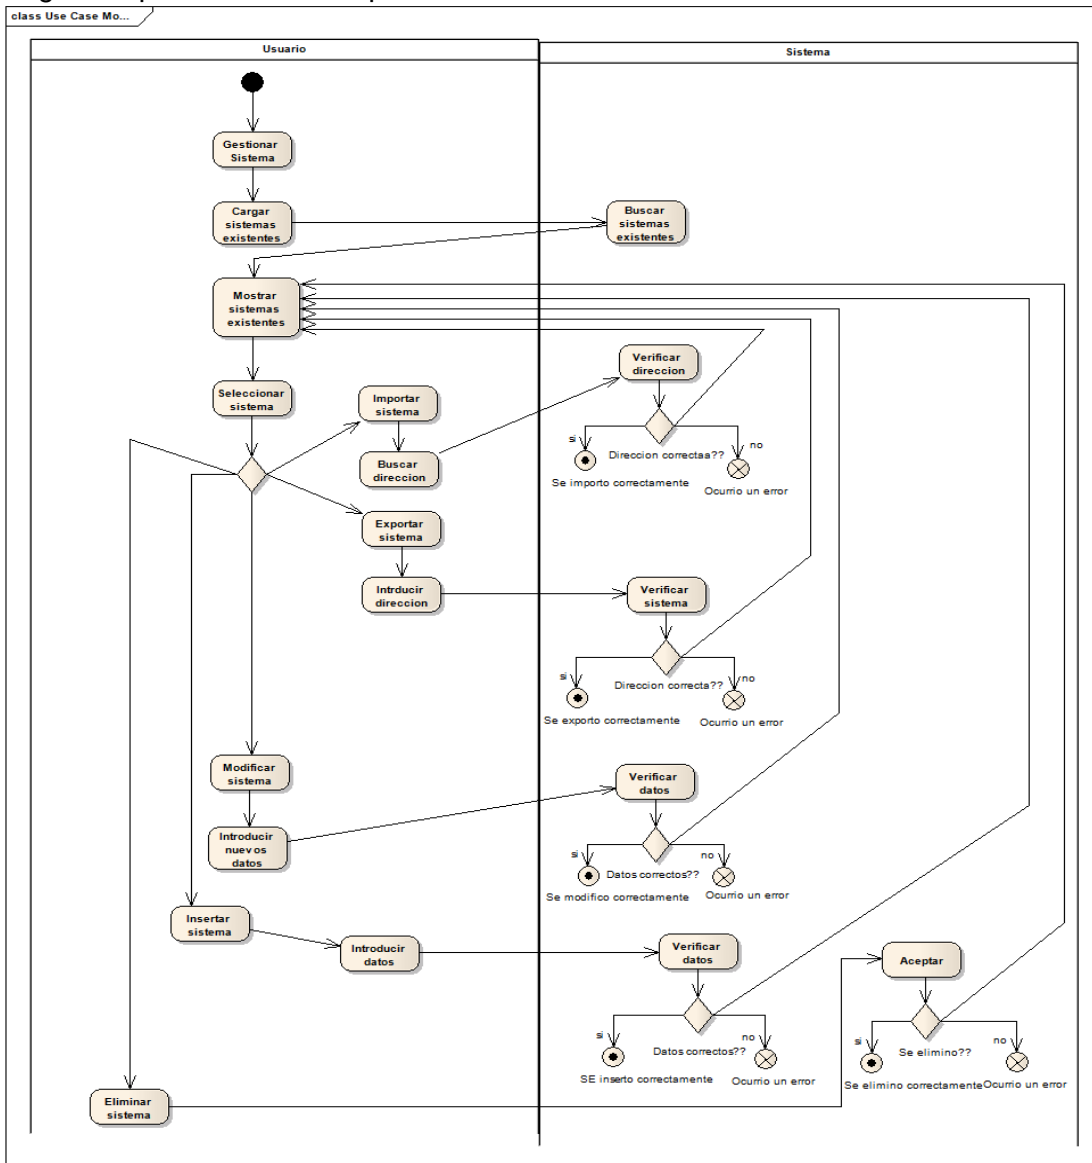 class Use Case Mo...
Usuario
Sistema
Gestionar
Sistema
Cargar
sistemas
existentes
Buscar
sistemas
existentes
Mostrar
sistemas
existentes
Seleccionar
sistema
Importar
sistema
Buscar
direccion
Verificar
direccion
si
no
Direccion correctaa??
Se importo correctamente
Ocurrio un error
Exportar
sistema
Intrducir
direccion
Verificar
sistema
si
no
Direccion correcta??
Se exporto correctamente
Ocurrio un error
Modificar
sistema
Introducir
nuevos
datos
Verificar
datos
si
no
Datos correctos??
Se modifico correctamente
Ocurrio un error
Insertar
sistema
Introducir
datos
Verificar
datos
si
no
Datos correctos??
SE inserto correctamente
Ocurrio un error
Aceptar
si
no
Se elimino??
Se elimino correctamente
Ocurrio un error
Eliminar
sistema